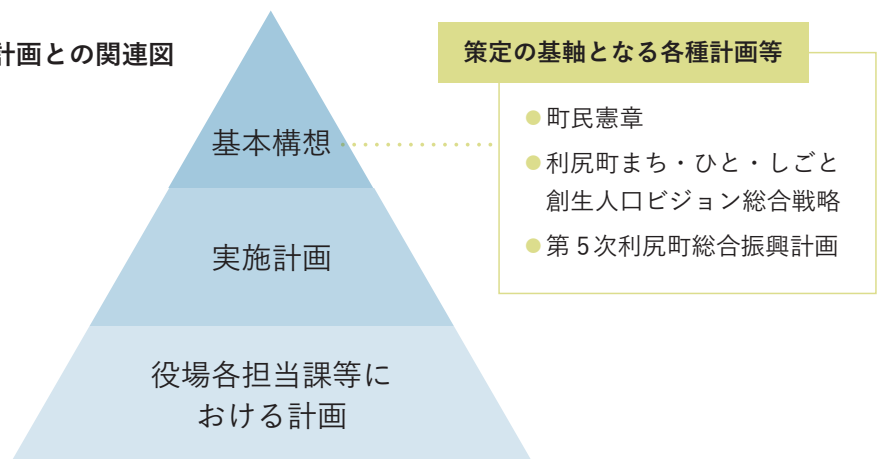 計画との関連図
策定の基軸となる各種計画等
基本構想
● 町民憲章
● 利尻町まち・ひと・しごと
創生人口ビジョン総合戦略
● 第5次利尻町総合振興計画
実施計画
役場各担当課等に
おける計画